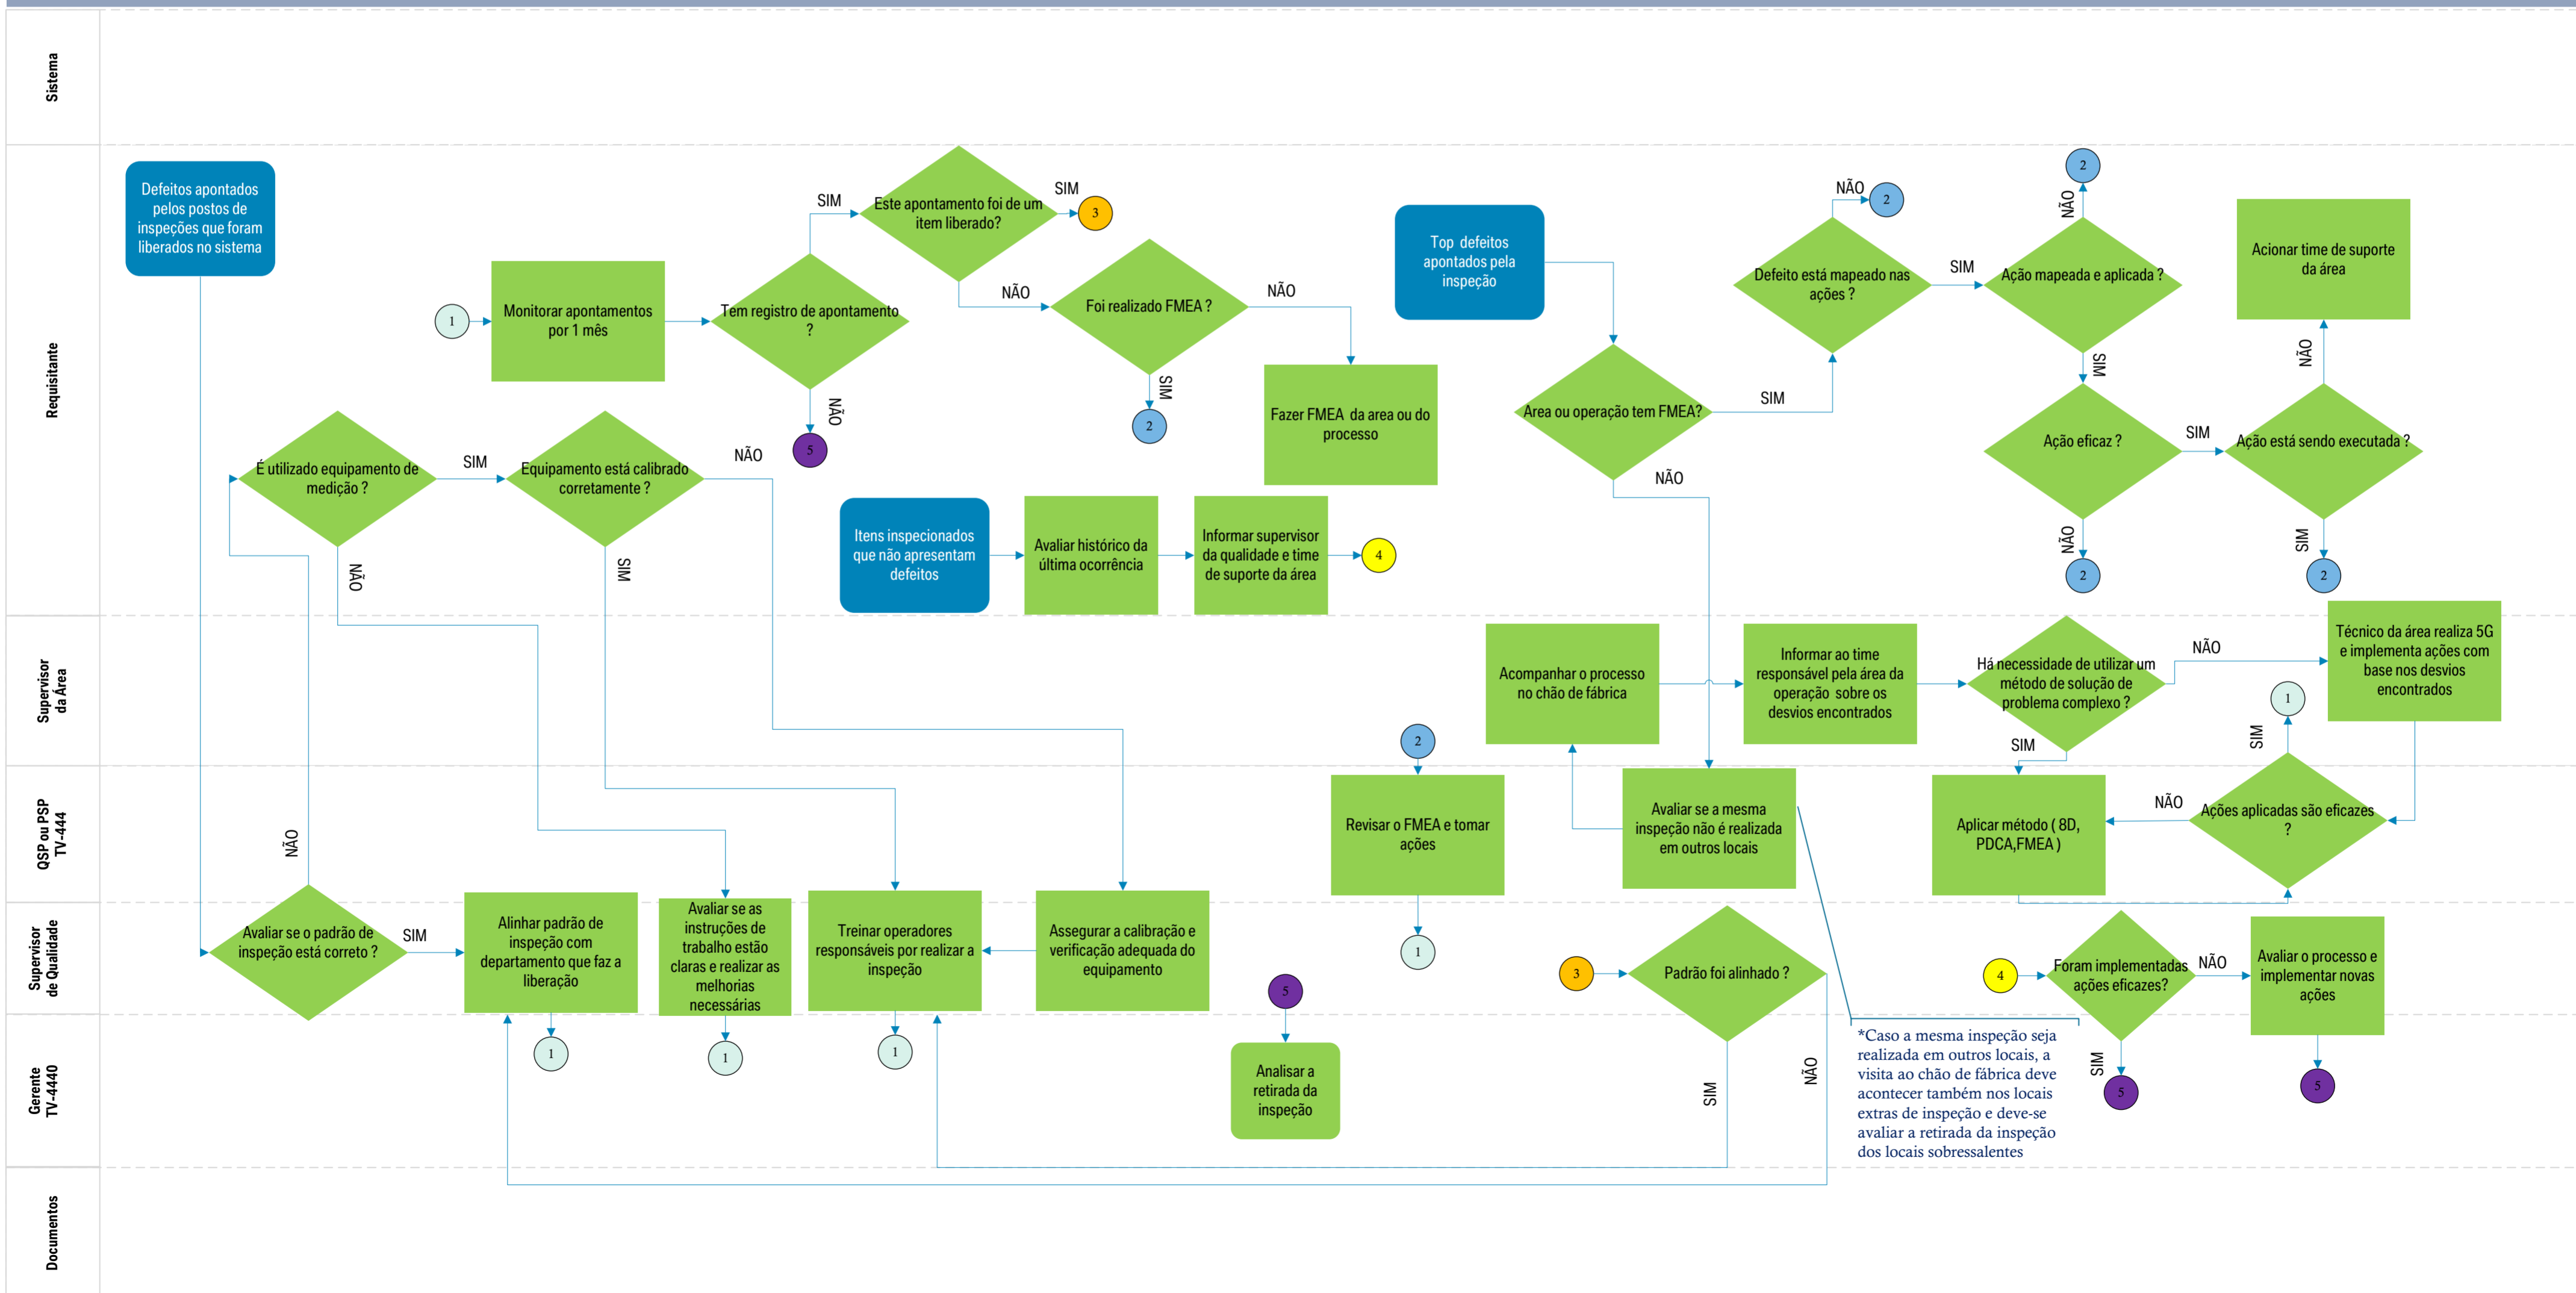 Sistema
Defeitos apontados
pelos postos de
inspeções que foram
liberados no sistema
1
Monitorar apontamentos
por 1 mês
Tem registro de apontamento
?
SIM
NÃO
5
Este apontamento foi de um
item liberado?
SIM
3
NÃO
Foi realizado FMEA ?
NÃO
SIM
2
Fazer FMEA da area ou do
processo
Top defeitos
apontados pela
inspeção
Area ou operação tem FMEA?
SIM
NÃO
Defeito está mapeado nas
ações ?
NÃO
2
SIM
Ação mapeada e aplicada ?
NÃO
2
SIM
Ação eficaz ?
SIM
NÃO
2
Ação está sendo executada ?
NÃO
SIM
2
Acionar time de suporte
da área
Requisitante
É utilizado equipamento de
medição ?
SIM
NÃO
Equipamento está calibrado
corretamente ?
NÃO
SIM
Itens inspecionados
que não apresentam
defeitos
Avaliar histórico da
última ocorrência
Informar supervisor
da qualidade e time
de suporte da área
4
Supervisor
da Área
Acompanhar o processo
no chão de fábrica
Informar ao time
responsável pela área da
operação sobre os
desvios encontrados
Há necessidade de utilizar um
método de solução de
problema complexo ?
NÃO
SIM
Técnico da área realiza 5G
e implementa ações com
base nos desvios
encontrados
1
SIM
2
QSP ou PSP
TV-444
Revisar o FMEA e tomar
ações
1
Avaliar se a mesma
inspeção não é realizada
em outros locais
Aplicar método ( 8D,
PDCA,FMEA )
NÃO
Ações aplicadas são eficazes
?
NÃO
Supervisor
de Qualidade
Avaliar se o padrão de
inspeção está correto ?
SIM
Alinhar padrão de
inspeção com
departamento que faz a
liberação
1
Avaliar se as
instruções de
trabalho estão
claras e realizar as
melhorias
necessárias
1
Treinar operadores
responsáveis por realizar a
inspeção
1
Assegurar a calibração e
verificação adequada do
equipamento
5
3
Padrão foi alinhado ?
SIM
NÃO
4
Foram implementadas
ações eficazes?
NÃO
SIM
5
Avaliar o processo e
implementar novas
ações
5
Gerente
TV-4440
Analisar a
retirada da
inspeção
*Caso a mesma inspeção seja
realizada em outros locais, a
visita ao chão de fábrica deve
acontecer também nos locais
extras de inspeção e deve-se
avaliar a retirada da inspeção
dos locais sobressalentes
Documentos